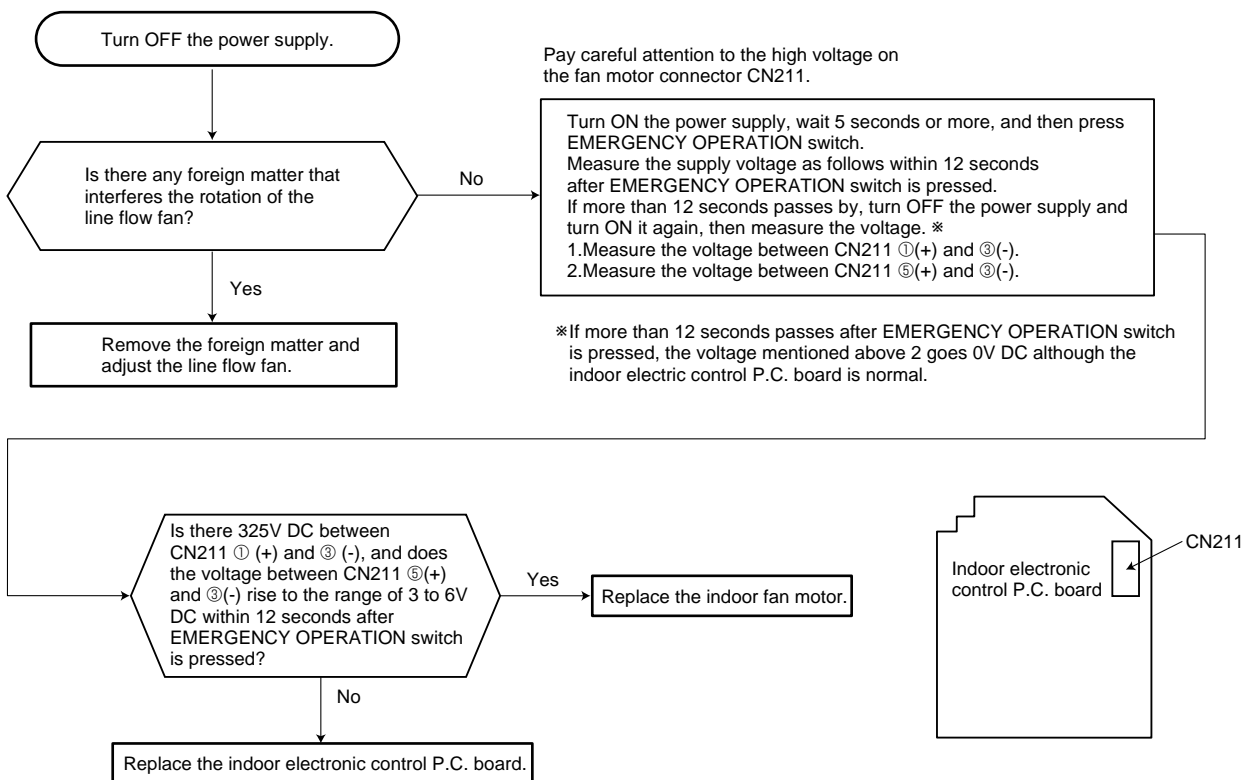 Turn OFF the power supply.
Pay careful attention to the high voltage on
the fan motor connector CN211.
Is there any foreign matter that
interferes the rotation of the
line flow fan?
No
Turn ON the power supply, wait 5 seconds or more, and then press
EMERGENCY OPERATION switch.
Measure the supply voltage as follows within 12 seconds
after EMERGENCY OPERATION switch is pressed.
If more than 12 seconds passes by, turn OFF the power supply and
turn ON it again, then measure the voltage. ※
1.Measure the voltage between CN211 ①(+) and ③(-).
2.Measure the voltage between CN211 ⑤(+) and ③(-).
Yes
Remove the foreign matter and
adjust the line flow fan.
※If more than 12 seconds passes after EMERGENCY OPERATION switch
is pressed, the voltage mentioned above 2 goes 0V DC although the
indoor electric control P.C. board is normal.
Is there 325V DC between
CN211 ① (+) and ③ (-), and does
the voltage between CN211 ⑤(+)
and ③(-) rise to the range of 3 to 6V
DC within 12 seconds after
EMERGENCY OPERATION switch
is pressed?
Yes
Replace the indoor fan motor.
No
Replace the indoor electronic control P.C. board.
Indoor electronic
control P.C. board
CN211